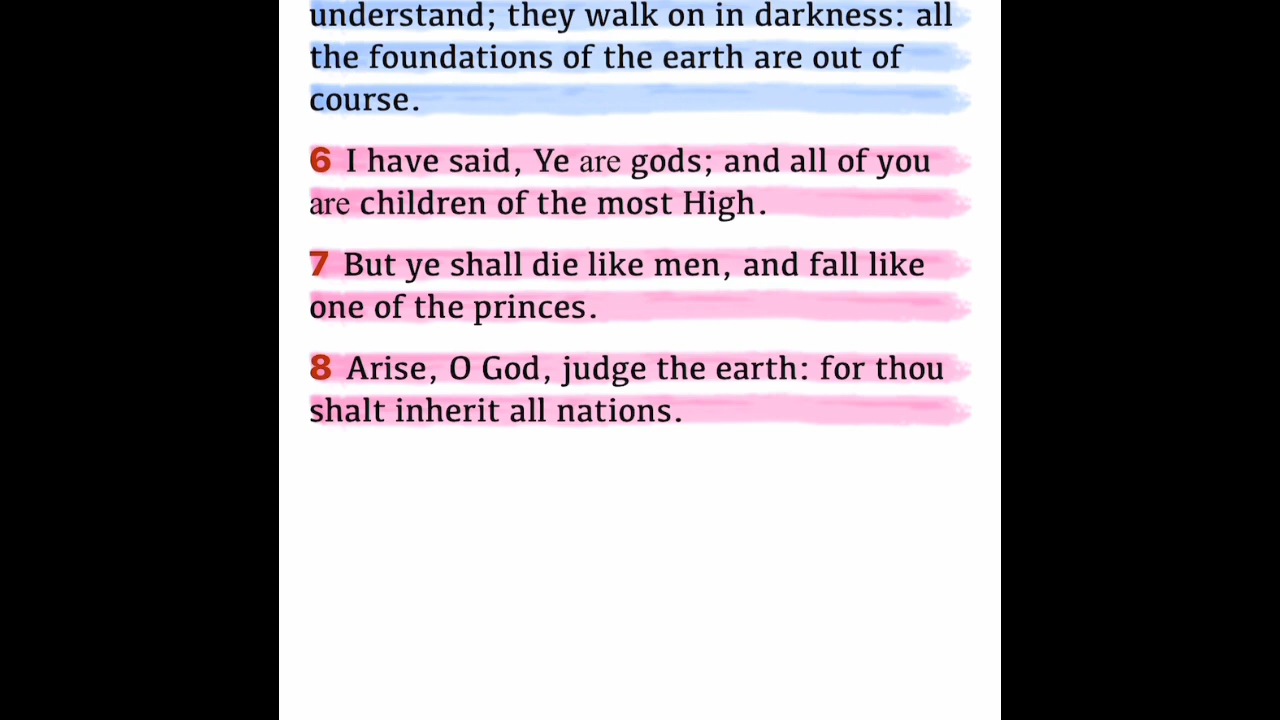 understand; they walk on in darkness: all
the foundations of the earth are out of
course.
6 I have said, Ye are gods; and all of you
are children of the most High.
7 But ye shall die like men, and fall like
one of the princes.
8 Arise, O God, judge the earth: for thou
shalt inherit all nations.